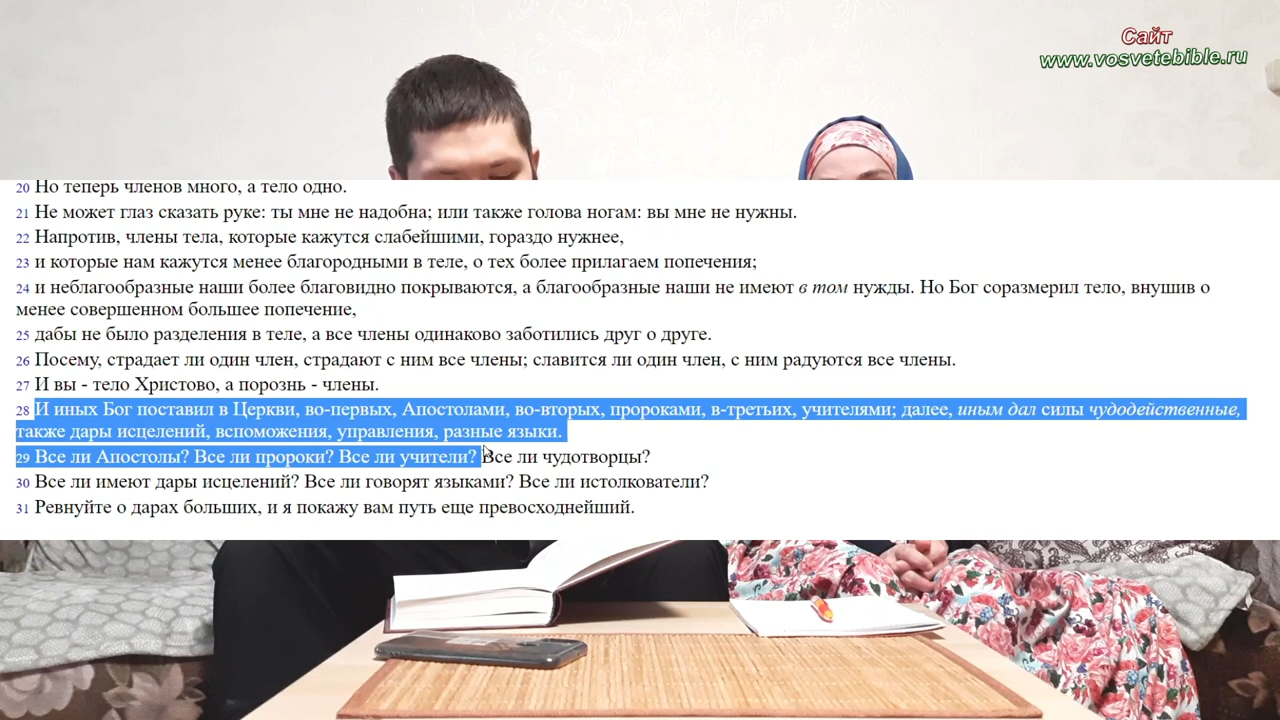 Сайт
www.vosvetebible.ru
20 Но теперь членов много, а тело одно.
21 Не может глаз сказать руке: ты мне не надобна; или также голова ногам: вы мне не нужны.
22 Напротив, члены тела, которые кажутся слабейшими, гораздо нужнее,
23 и которые нам кажутся менее благородными в теле, о тех более прилагаем попечения;
24 и неблагообразные наши более благовидно покрываются, а благообразные наши не имеют в том нужды. Но Бог соразмерил тело, внушив о
менее совершенном большее попечение,
25 дабы не было разделения в теле, а все члены одинаково заботились друг о друге.
26 Посему, страдает ли один член, страдают с ним все члены; славится ли один член, с ним радуются все члены.
27 И вы - тело Христово, а порознь - члены.
28 И иных Бог поставил в Церкви, во-первых, Апостолами, во-вторых, пророками, в-третьих, учителями; далее, иным дал силы чудодейственные,
также дары исцелений, вспоможения, управления, разные языки.
29 Все ли Апостолы? Все ли пророки? Все ли учители? Все ли чудотворцы?
30 Все ли имеют дары исцелений? Все ли говорят языками? Все ли истолкователи?
31 Ревнуйте о дарах больших, и я покажу вам путь еще превосходнейший.